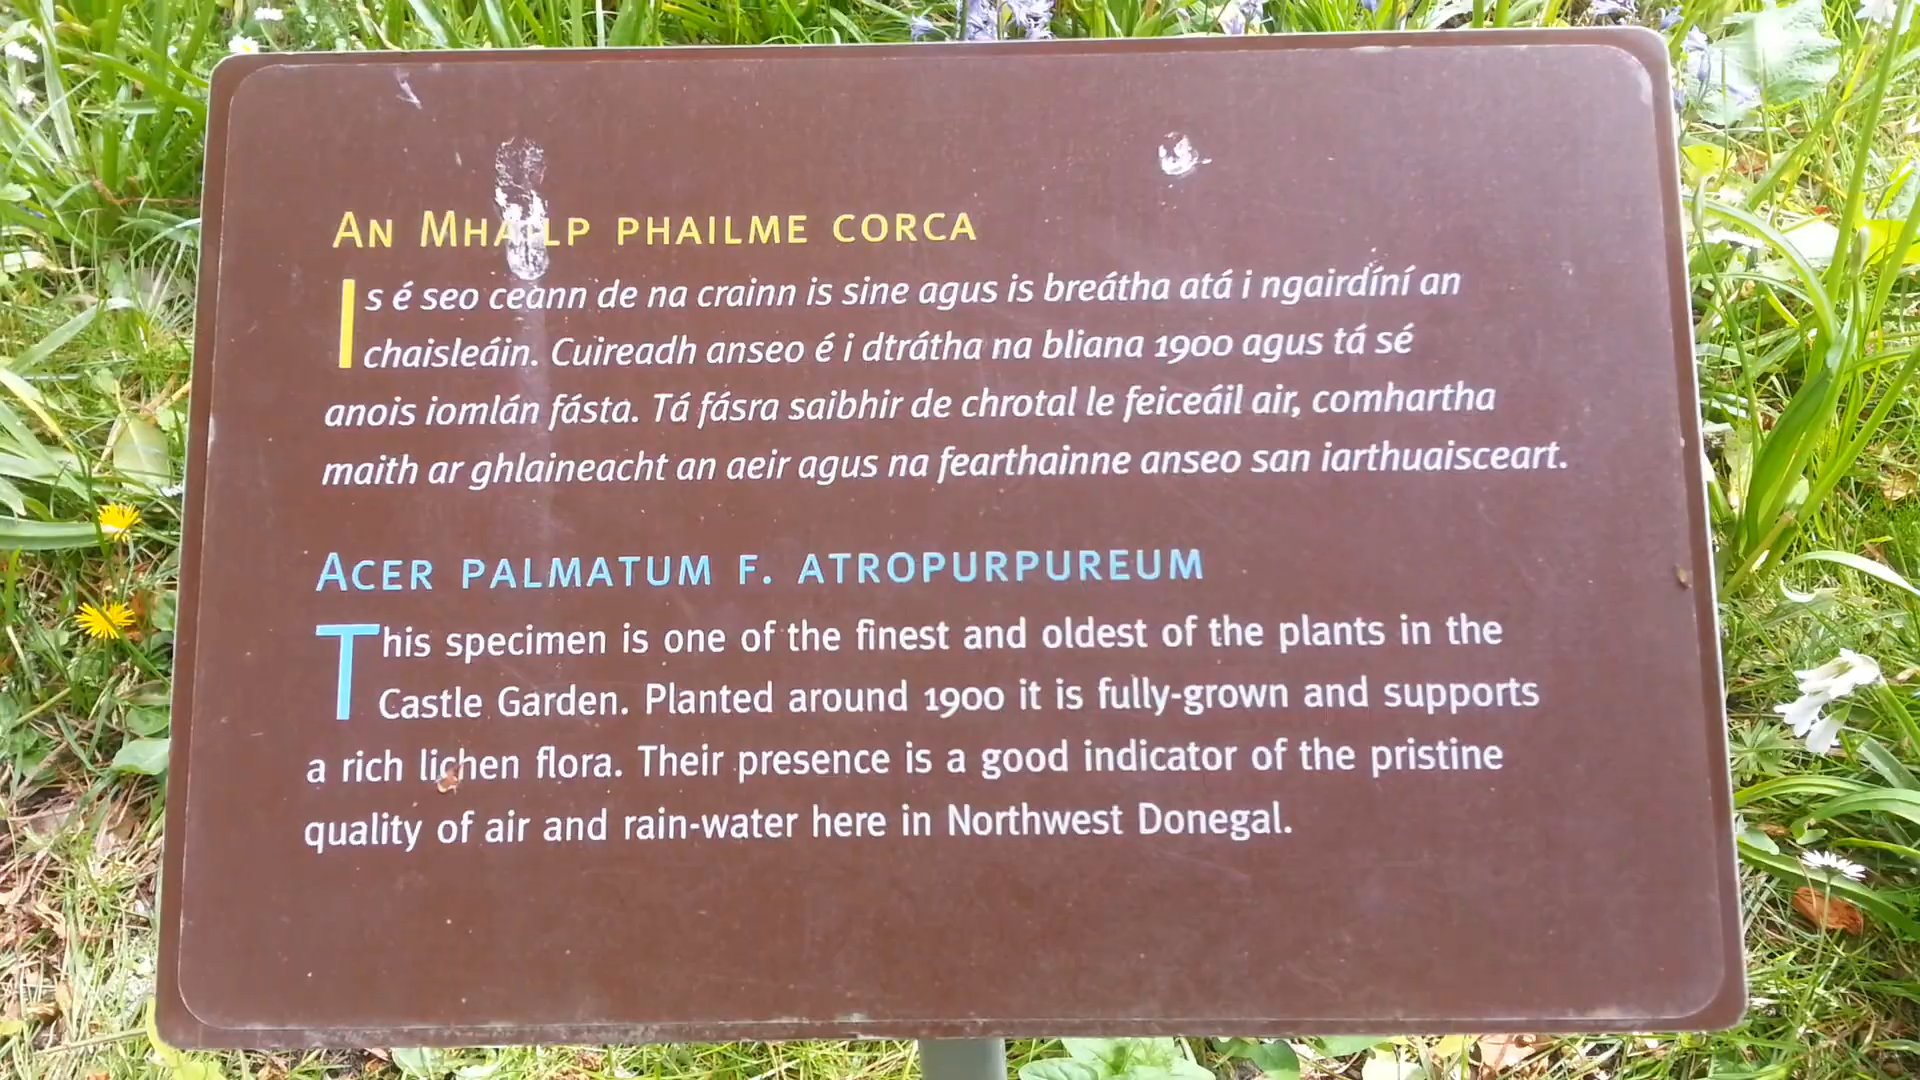 An Mhailp phailme corca
Is é seo ceann de na crainn is sine agus is breátha atá i ngairdíní an
chaisleáin. Cuireadh anseo é i dtrátha na bliana 1900 agus tá sé
anois iomlán fásta. Tá fásra saibhir de chrotal le feiceáil air, comhartha
maith ar ghlaineacht an aeir agus na fearthainne anseo san iarthuaisceart.
Acer palmatum f. atropurpureum
This specimen is one of the finest and oldest of the plants in the
Castle Garden. Planted around 1900 it is fully-grown and supports
a rich lichen flora. Their presence is a good indicator of the pristine
quality of air and rain-water here in Northwest Donegal.